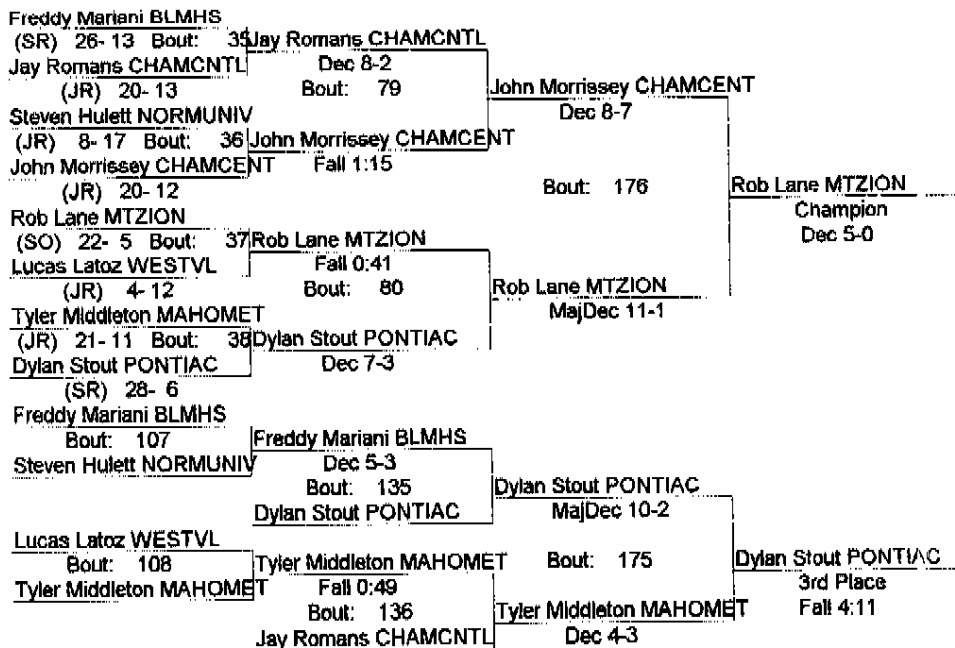 Freddy Mariani BLMHS
(SR) 26- 13 Bout: 35
Jay Romans CHAMCNTL
(JR) 20- 13
Steven Hulett NORMUNIV
(JR) 8- 17 Bout: 36
John Morrissey CHAMCENT
(JR) 20- 12
Rob Lane MTZION
(SO) 22- 5 Bout: 37
Lucas Latoz WESTVL
(JR) 4- 12
Tyler Middleton MAHOMET
(JR) 21- 11 Bout: 38
Dylan Stout PONTIAC
(SR) 28- 6
Jay Romans CHAMCNTL
Dec 8-2
Bout: 79
John Morrissey CHAMCENT
Fall 1:15
Rob Lane MTZION
Fall 0:41
Bout: 80
Dylan Stout PONTIAC
Dec 7-3
John Morrissey CHAMCENT
Dec 8-7
Bout: 176
Rob Lane MTZION
MajDec 11-1
Rob Lane MTZION
Champion
Dec 5-0
Freddy Mariani BLMHS
Bout: 107
Steven Hulett NORMUNIV
Lucas Latoz WESTVL
Bout: 108
Tyler Middleton MAHOMET
Freddy Mariani BLMHS
Dec 5-3
Bout: 135
Dylan Stout PONTIAC
Tyler Middleton MAHOMET
Fall 0:49
Bout: 136
Jay Romans CHAMCNTL
Dylan Stout PONTIAC
MajDec 10-2
Bout: 175
Tyler Middleton MAHOMET
Dec 4-3
Dylan Stout PONTIAC
3rd Place
Fall 4:11